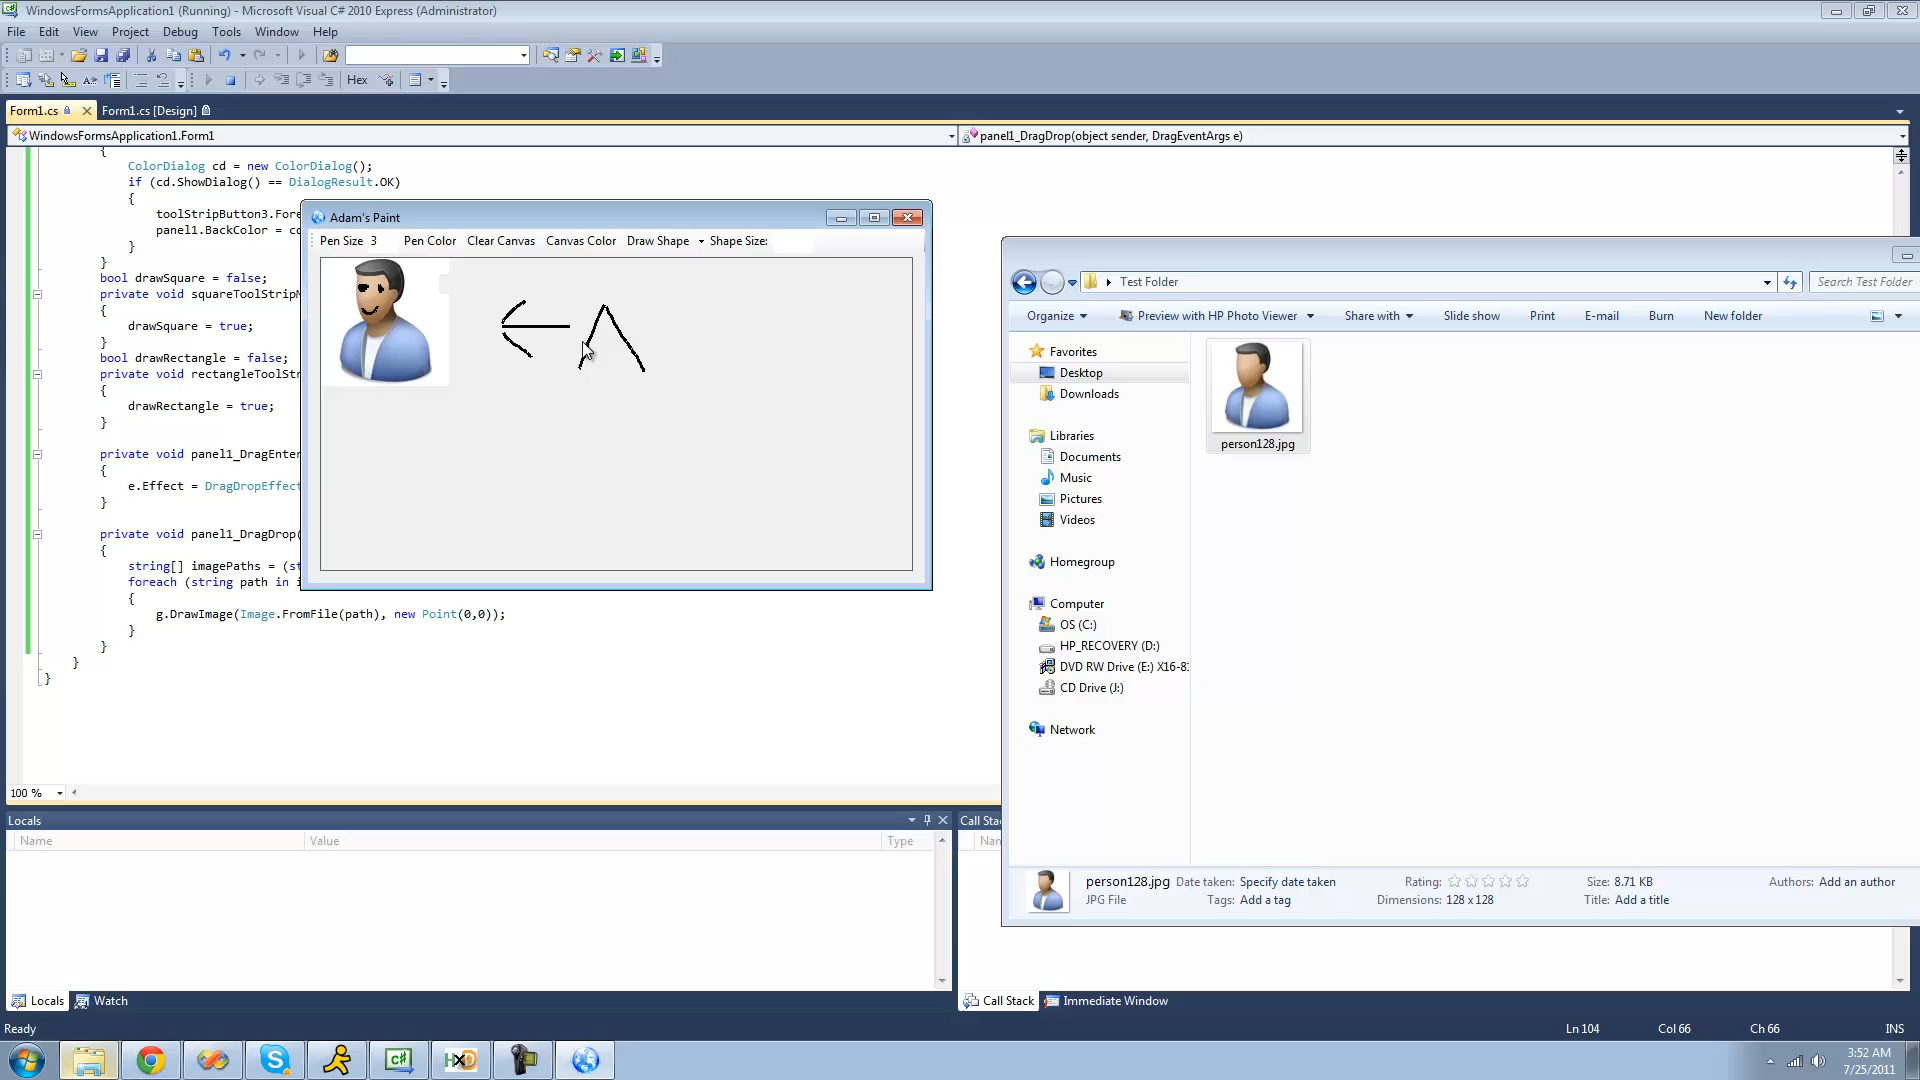 WindowsFormsApplication1 (Running) - Microsoft Visual C# 2010 Express (Administrator)
File Edit View Project Debug Tools Window Help
Hex
Form1.cs Form1.cs [Design]
WindowsFormsApplication1.Form1 panel1_DragDrop(object sender, DragEventArgs e)
{
ColorDialog cd = new ColorDialog();
if (cd.ShowDialog() == DialogResult.OK)
{
toolStripButton3.Fore
panel1.BackColor = co
}
}
bool drawSquare = false;
private void squareToolStripM
{
drawSquare = true;
}
bool drawRectangle = false;
private void rectangleToolStr
{
drawRectangle = true;
}
private void panel1_DragEnter
{
e.Effect = DragDropEffect
}
private void panel1_DragDrop(
{
string[] imagePaths = (st
foreach (string path in i
{
g.DrawImage(Image.FromFile(path), new Point(0,0));
}
}
}
}
100 %
Adam's Paint
Pen Size 3 Pen Color Clear Canvas Canvas Color Draw Shape Shape Size:
A
Test Folder Search Test Folder
Organize Preview with HP Photo Viewer Share with Slide show Print E-mail Burn New folder
Favorites
Desktop
Downloads
Libraries
Documents
Music
Pictures
Videos
Homegroup
Computer
OS (C:)
HP_RECOVERY (D:)
DVD RW Drive (E:) X16-8
CD Drive (J:)
Network
person128.jpg
person128.jpg Date taken: Specify date taken Rating: Size: 8.71 KB Authors: Add an author
JPG File Tags: Add a tag Dimensions: 128 x 128 Title: Add a title
Locals
Name Value Type
Call Stac
Nan
Locals Watch
Call Stack Immediate Window
Ready Ln 104 Col 66 Ch 66 INS
3:52 AM
7/25/2011